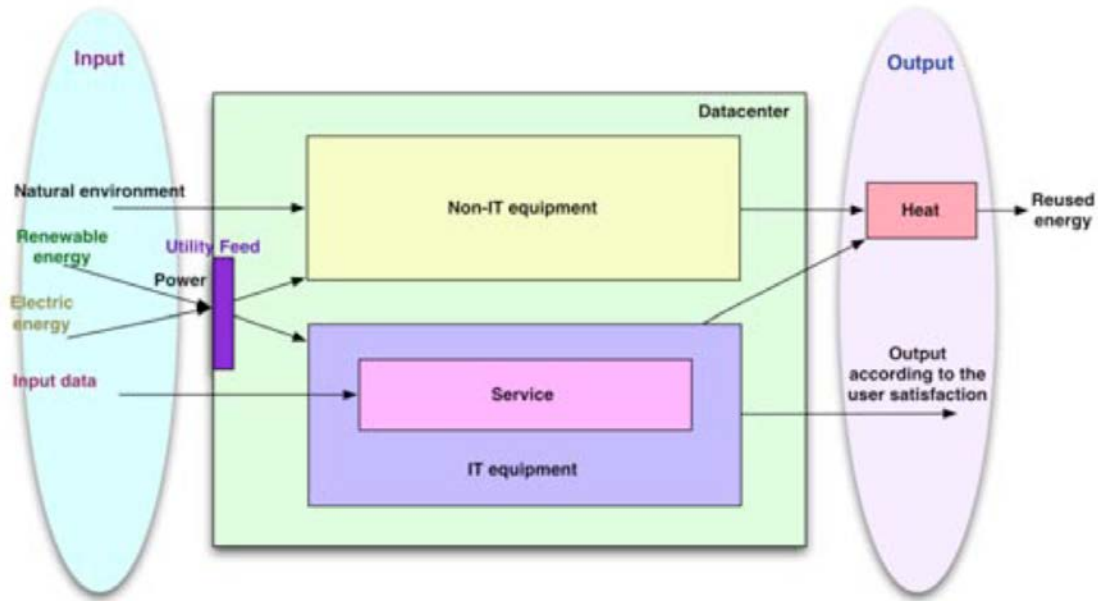 Input
Output
Datacenter
Natural environment
Non-IT equipment
Heat
Reused
energy
Renewable
energy
Utility Feed
Power
Electric
energy
Input data
Service
IT equipment
Output
according to the
user satisfaction